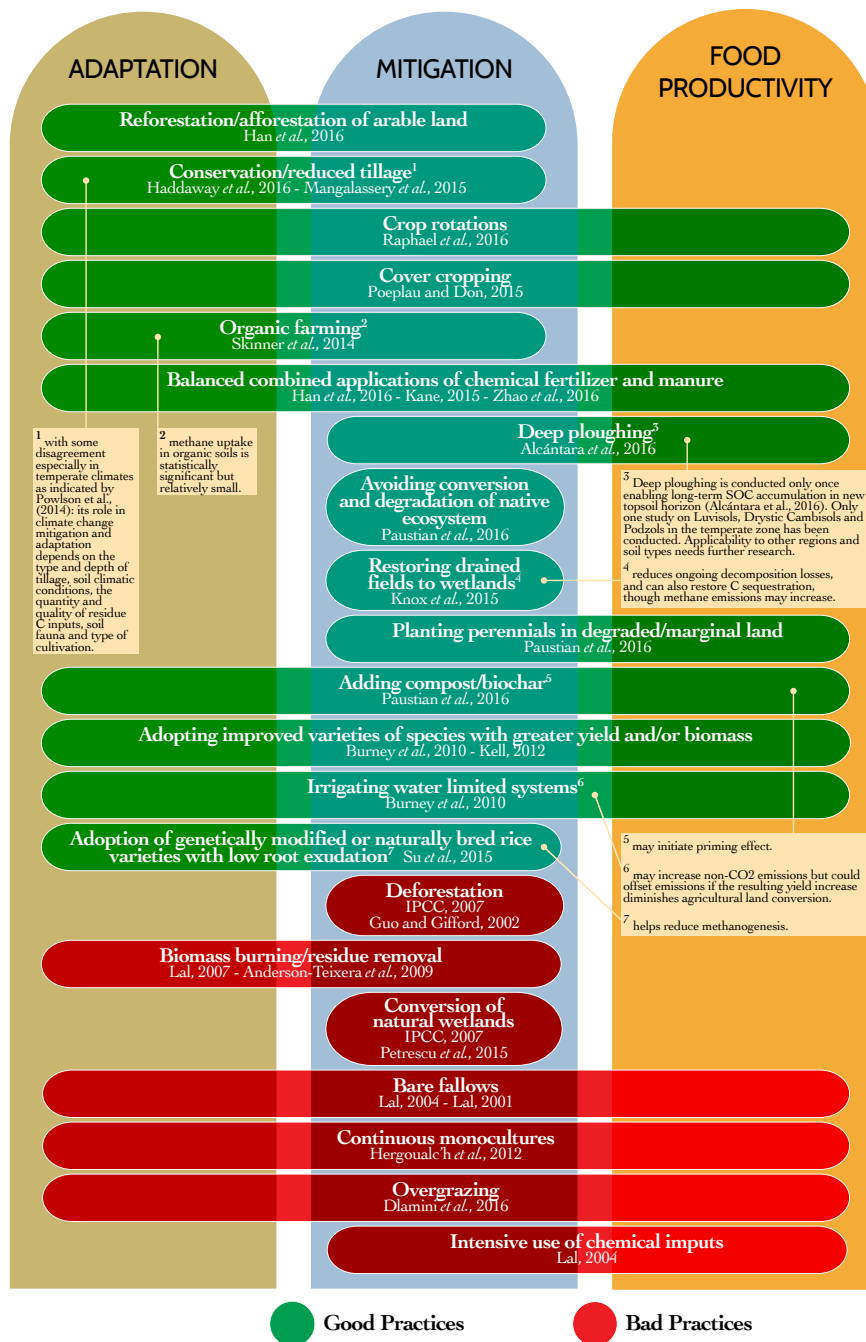 ADAPTATION
MITIGATION
FOOD
PRODUCTIVITY
Reforestation/afforestation of arable land
Han et al., 2016
Conservation/reduced tillage1
Haddaway et al., 2016 - Mangalassery et al., 2015
Crop rotations
Raphael et al., 2016
Cover cropping
Poeplau and Don, 2015
Organic farming2
Skinner et al., 2014
Balanced combined applications of chemical fertilizer and manure
Han et al., 2016 - Kane, 2015 - Zhao et al., 2016
Deep ploughing3
Alcántara et al., 2016
1 with some
disagreement
especially in
temperate climates
as indicated by
Powlson et al.,
(2014): its role in
climate change
mitigation and
adaptation
depends on the
type and depth of
tillage, soil climatic
conditions, the
quantity and
quality of residue
C inputs, soil
fauna and type of
cultivation.
2 methane uptake
in organic soils is
statistically
significant but
relatively small.
Avoiding conversion
and degradation of native
ecosystem
Paustian et al., 2016
3 Deep ploughing is conducted only once
enabling long-term SOC accumulation in new
topsoil horizon (Alcántara et al., 2016). Only
one study on Luvisols, Drystic Cambisols and
Podzols in the temperate zone has been
conducted. Applicability to other regions and
soil types needs further research.
Restoring drained
fields to wetlands4
Knox et al., 2015
4 reduces ongoing decomposition losses,
and can also restore C sequestration,
though methane emissions may increase.
Planting perennials in degraded/marginal land
Paustian et al., 2016
Adding compost/biochar5
Paustian et al., 2016
Adopting improved varieties of species with greater yield and/or biomass
Burney et al., 2010 - Kell, 2012
Irrigating water limited systems6
Burney et al., 2010
Adoption of genetically modified or naturally bred rice
varieties with low root exudation7 Su et al., 2015
5 may initiate priming effect.
6 may increase non-CO2 emissions but could
offset emissions if the resulting yield increase
diminishes agricultural land conversion.
7 helps reduce methanogenesis.
Deforestation
IPCC, 2007
Guo and Gifford, 2002
Biomass burning/residue removal
Lal, 2007 - Anderson-Teixera et al., 2009
Conversion of
natural wetlands
IPCC, 2007
Petrescu et al., 2015
Bare fallows
Lal, 2004 - Lal, 2001
Continuous monocultures
Hergoualc'h et al., 2012
Overgrazing
Dlamini et al., 2016
Intensive use of chemical imputs
Lal, 2004
Good Practices
Bad Practices